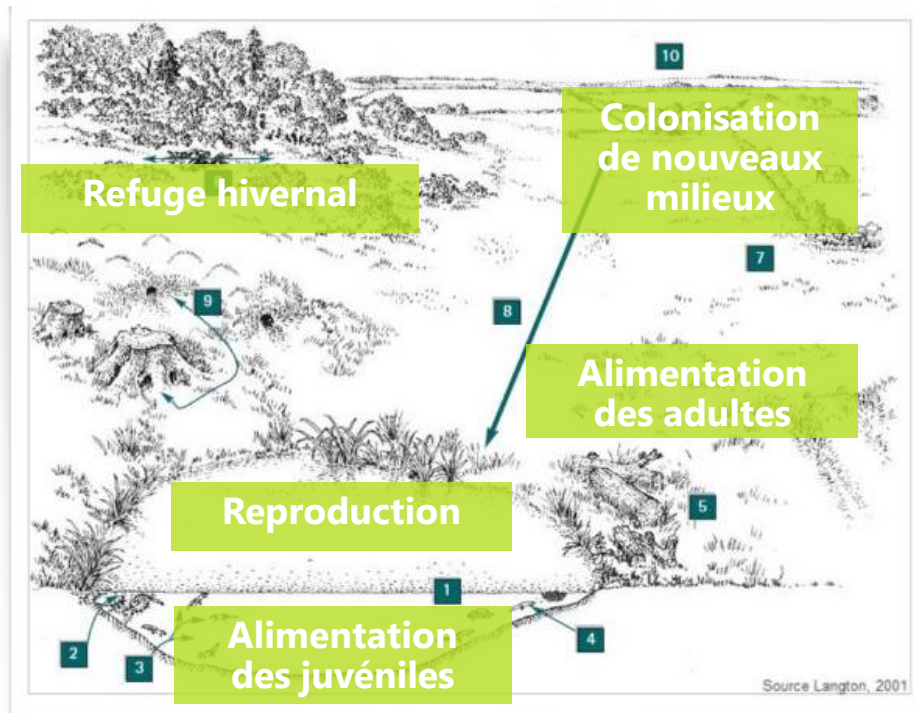 10
Colonisation
de nouveaux
milieux
Refuge hivernal
7
9
8
Alimentation
des adultes
Reproduction
5
1
Alimentation
des juvéniles
2
3
4
Source Langton, 2001